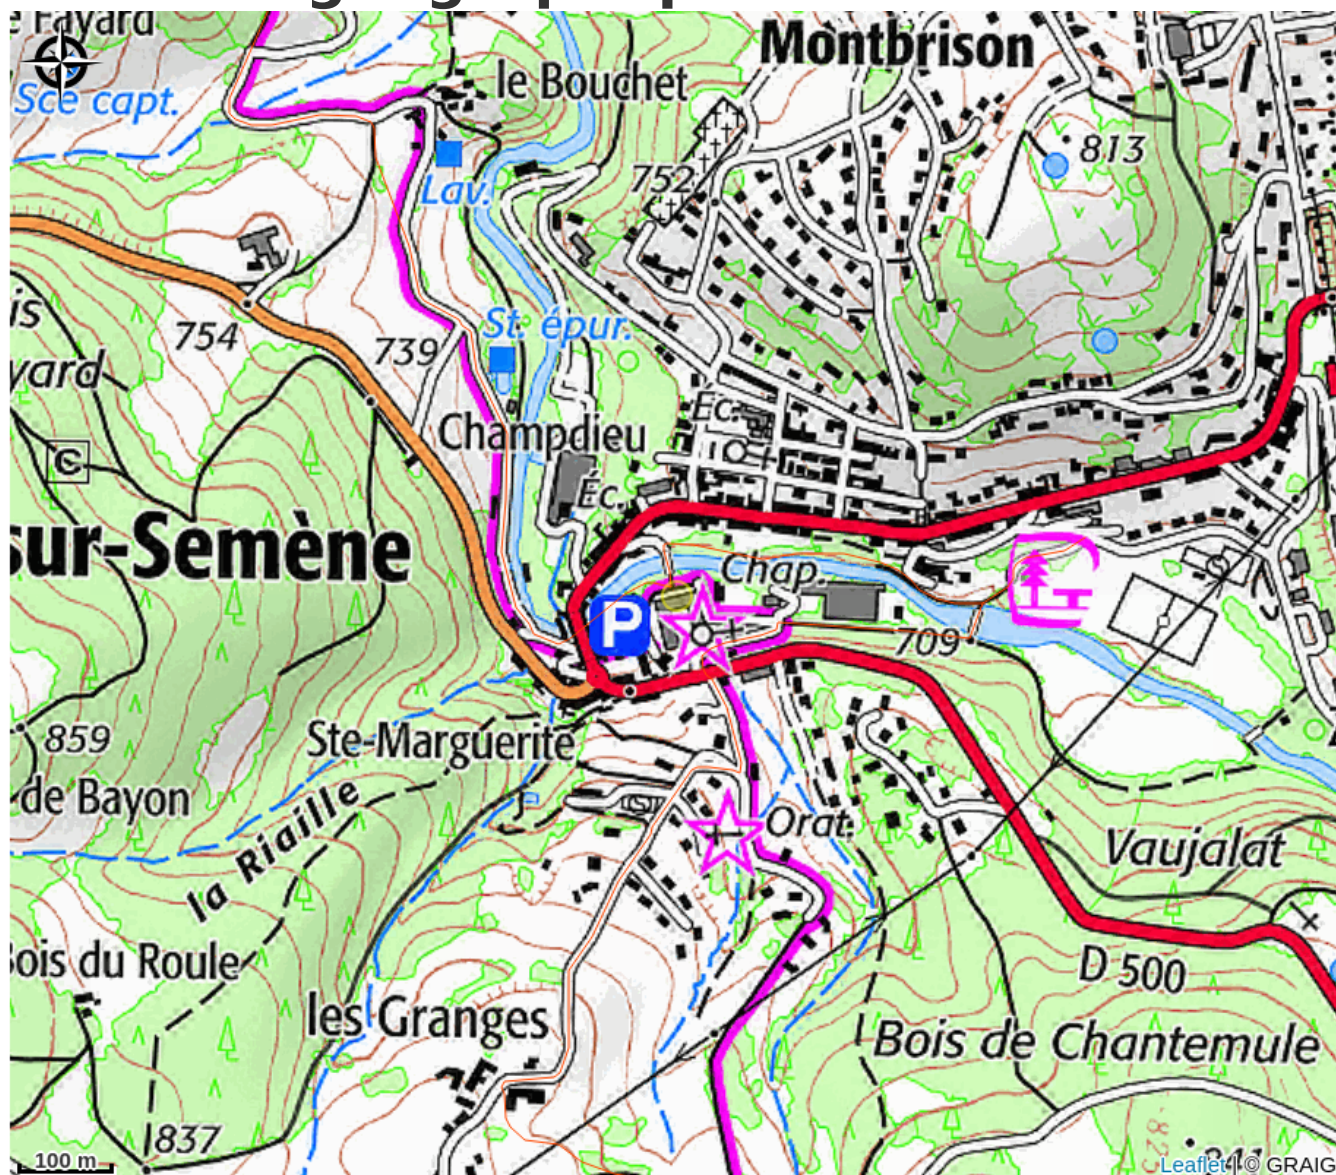 e Fayard
Montbrison
le Bouchet
Sce capt.
813
752
Lav.
is
St. épur.
754
739
yard
Éc.
Champdieu
C
Éc.
sur-Semène
Chap.
P
709
859
Ste-Marguerite
de Bayon
S
Orat.
Vaujalat
la Riaille
ois du Roule
D 500
les Granges
Bois de Chantemule
837
100 m
Leaflet | © GRAIC